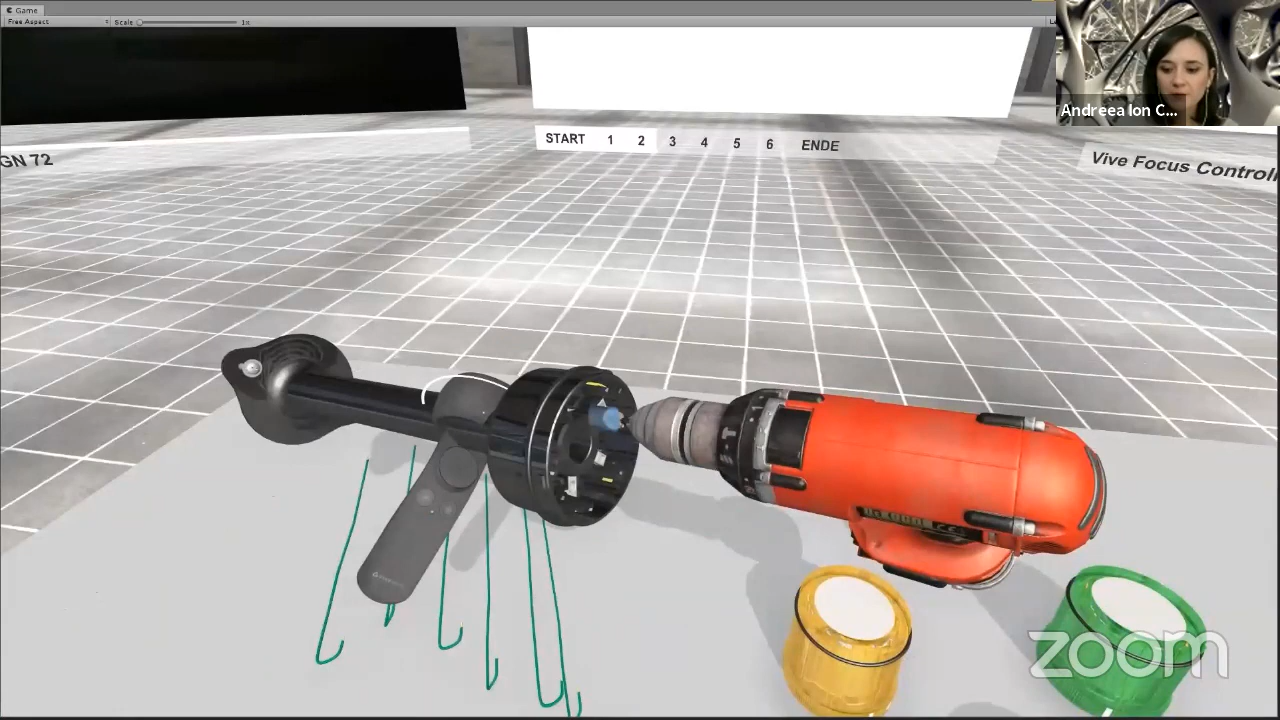 Game
Free Aspect
Scale
1x
Andreea Ion C...
START 1 2 3 4 5 6 ENDE
GN 72
Vive Focus Controll
zoom